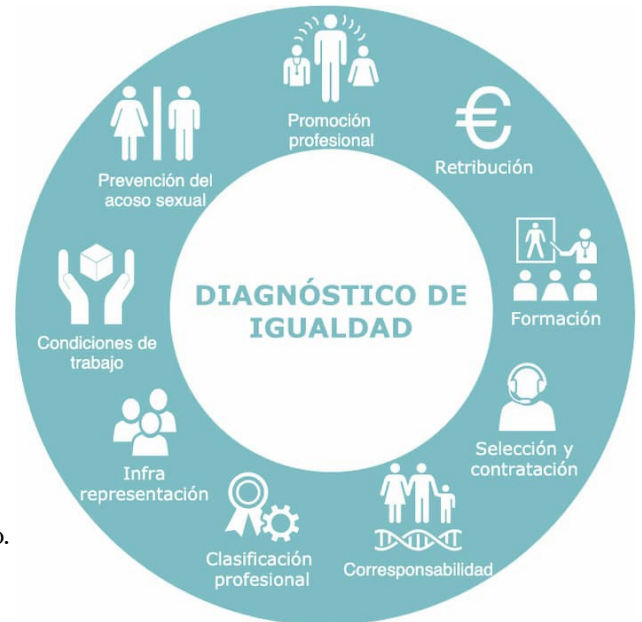 Promoción
profesional
€
Retribución
Formación
Selección y
contratación
Corresponsabilidad
Clasificación
profesional
Infra
representación
Condiciones de
trabajo
Prevención del
acoso sexual
DIAGNÓSTICO DE
IGUALDAD
o.